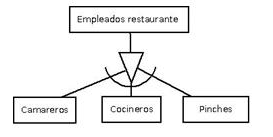 Empleados restaurante
Camareros
Cocineros
Pinches